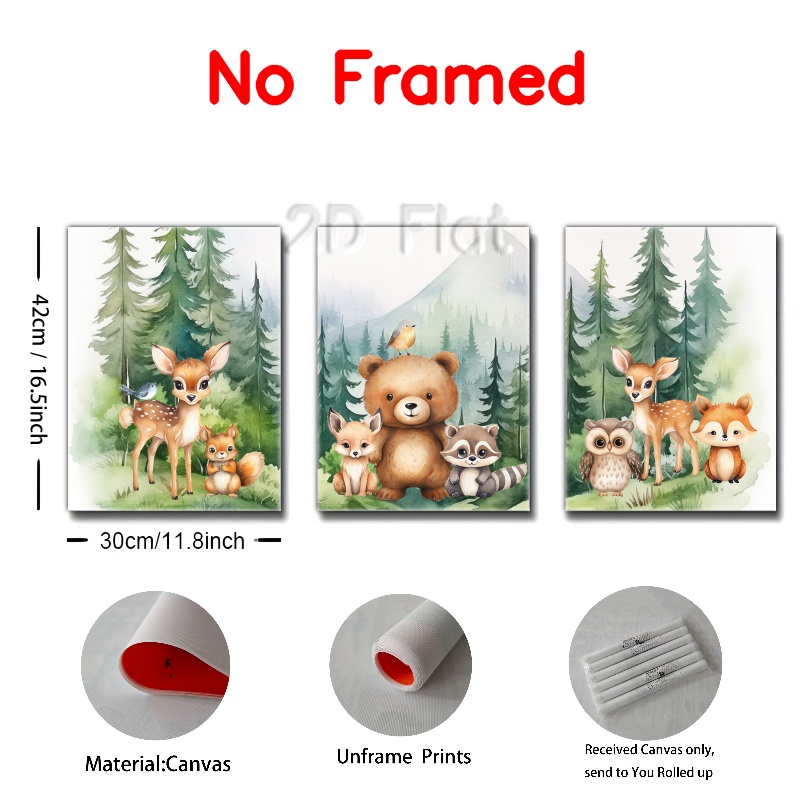 No Framed
2D Flat.
42cm / 16.5inch
30cm/11.8inch
Material:Canvas
Unframe Prints
Received Canvas only,
send to You Rolled up